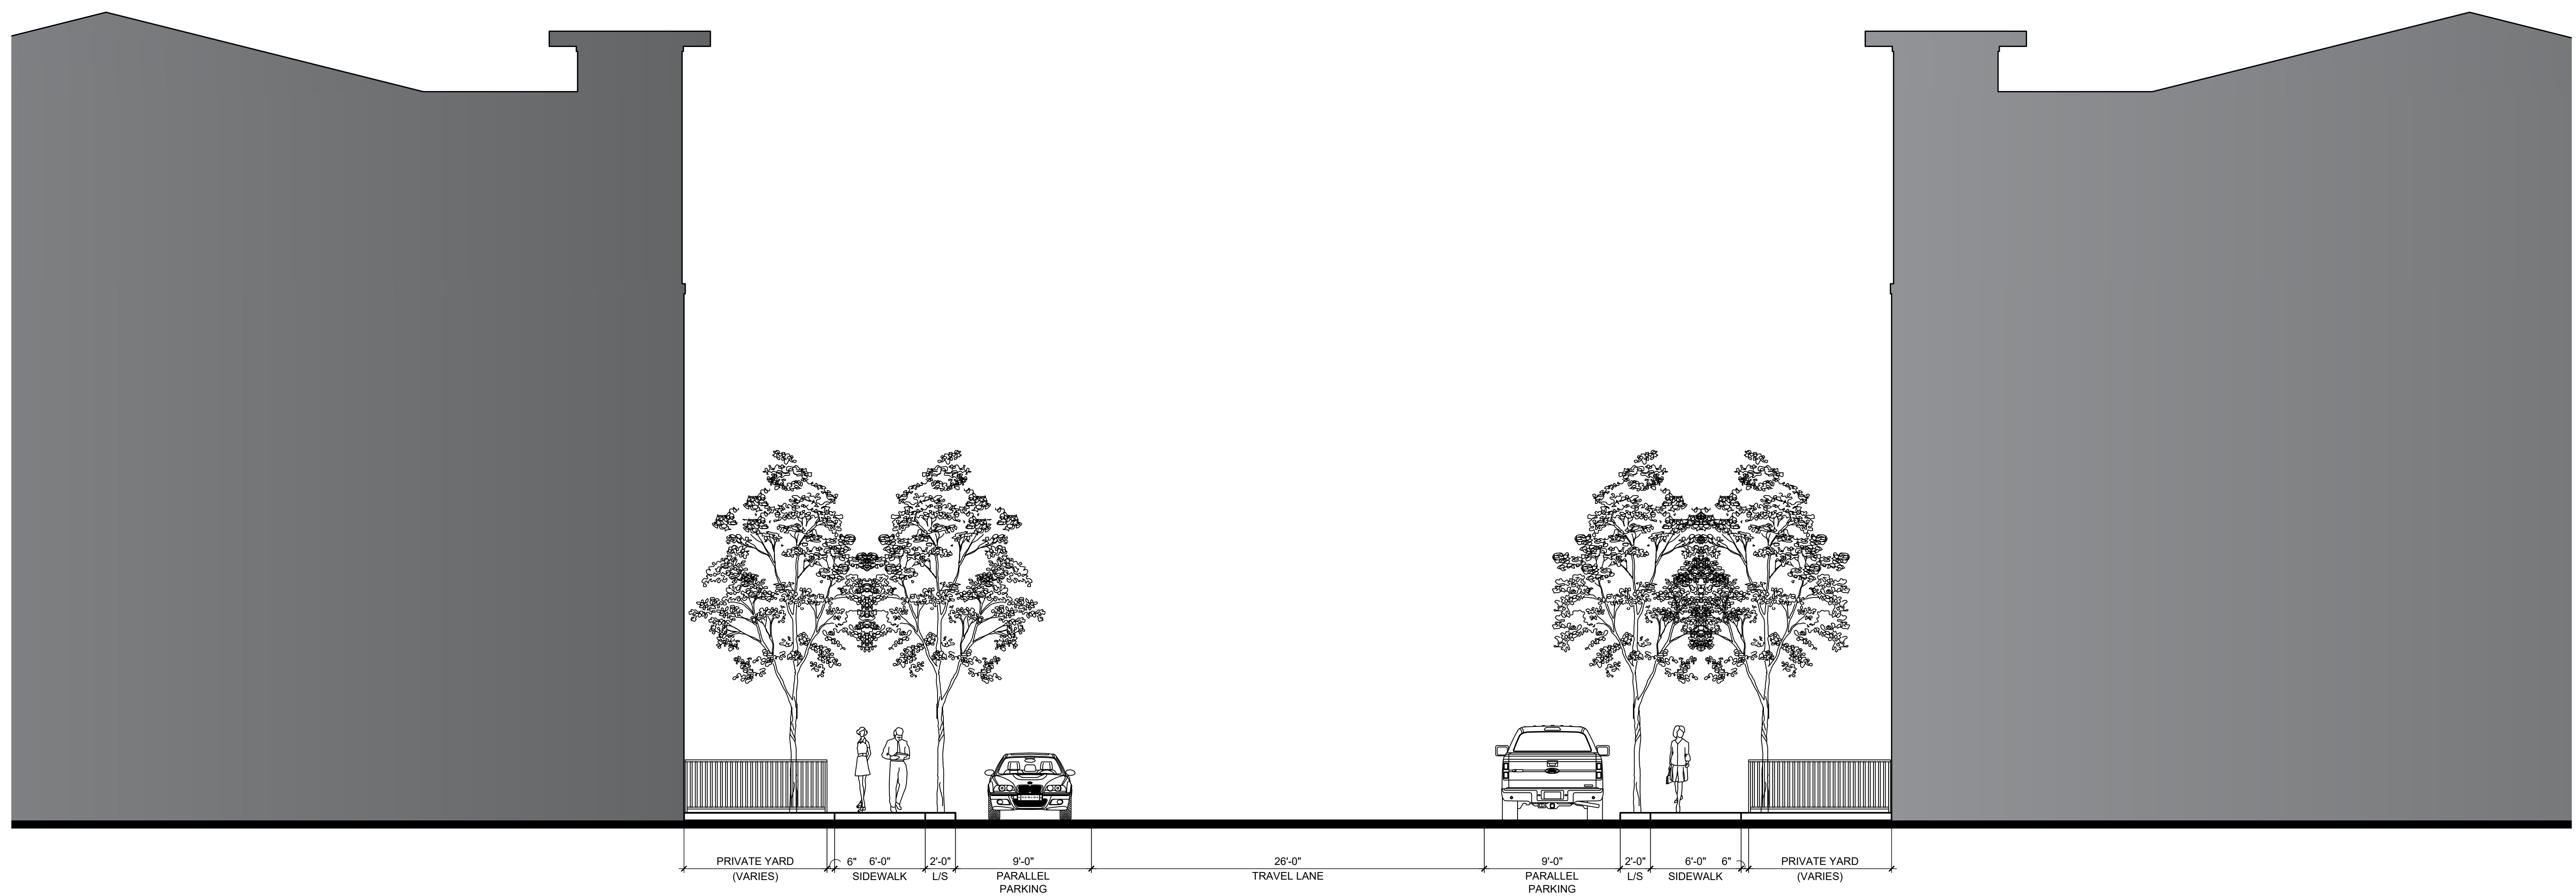 PRIVATE YARD
(VARIES)
6"
6'-0"
SIDEWALK
2'-0"
L/S
9'-0"
PARALLEL
PARKING
26'-0"
TRAVEL LANE
9'-0"
PARALLEL
PARKING
2'-0"
L/S
6'-0"
SIDEWALK
6"
PRIVATE YARD
(VARIES)